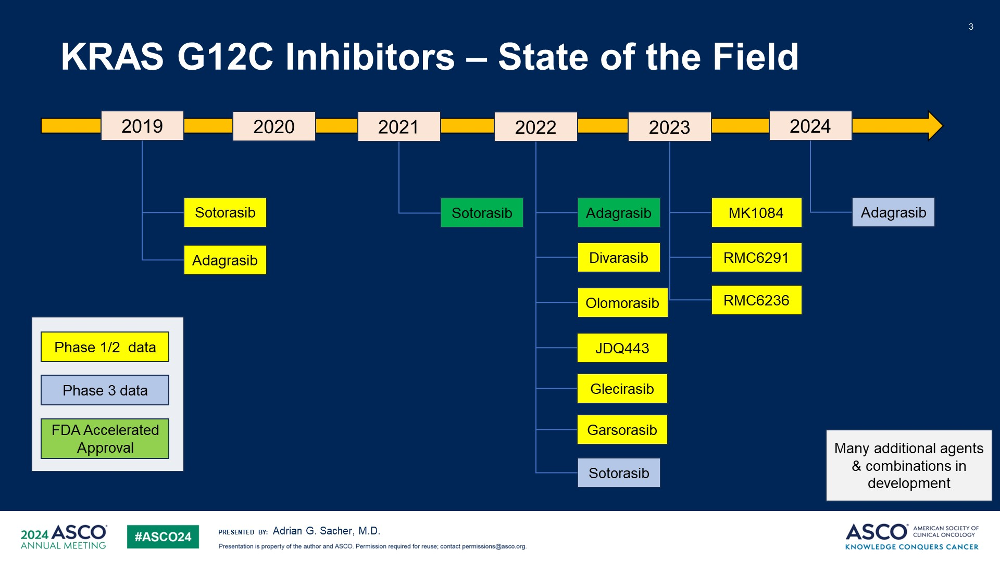 3
KRAS G12C Inhibitors – State of the Field
2019
2020
2021
2022
2023
2024
Sotorasib
Adagrasib
Sotorasib
Adagrasib
Divarasib
Olomorasib
JDQ443
Glecirasib
Garsorasib
Sotorasib
MK1084
RMC6291
RMC6236
Adagrasib
Phase 1/2 data
Phase 3 data
FDA Accelerated
Approval
Many additional agents
& combinations in
development
2024 ASCO
ANNUAL MEETING
#ASCO24
PRESENTED BY: Adrian G. Sacher, M.D.
Presentation is property of the author and ASCO. Permission required for reuse; contact permissions@asco.org.
ASCO AMERICAN SOCIETY OF
CLINICAL ONCOLOGY
KNOWLEDGE CONQUERS CANCER